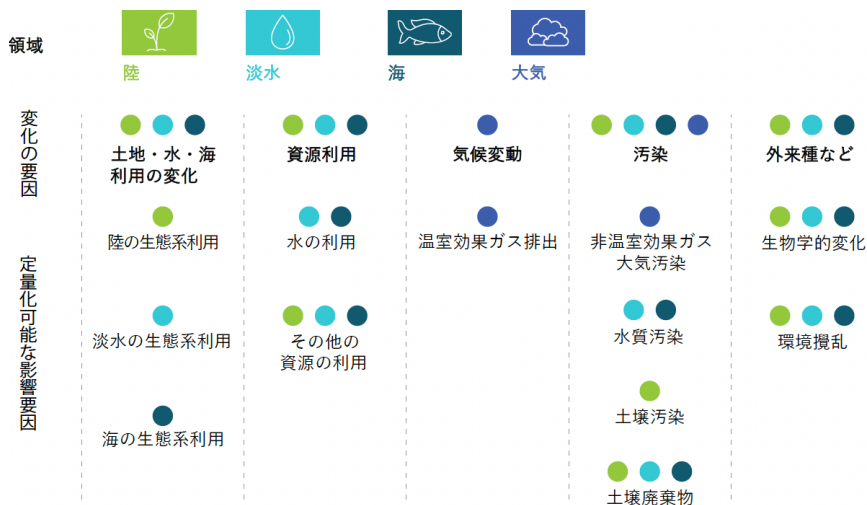 領域
陸
淡水
海
大気
変化の要因
土地・水・海
利用の変化
資源利用
気候変動
汚染
外来種など
定量化可能な影響要因
陸の生態系利用
水の利用
温室効果ガス排出
非温室効果ガス
大気汚染
生物学的変化
淡水の生態系利用
その他の
資源の利用
水質汚染
環境攪乱
海の生態系利用
土壌汚染
土壌廃棄物